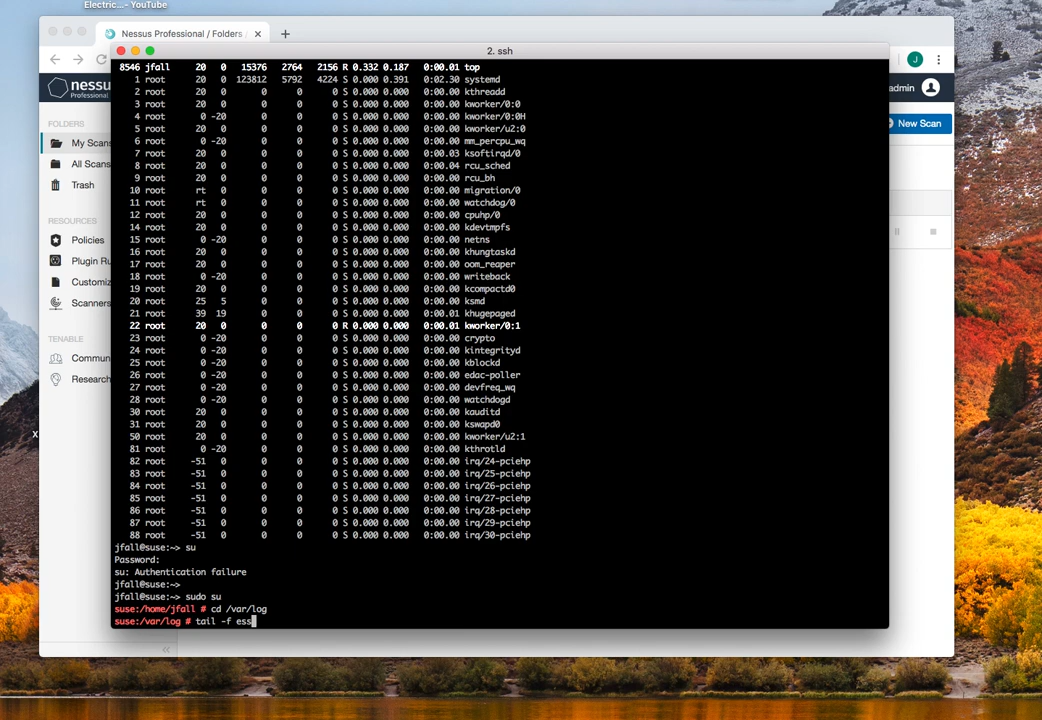 Electric...- YouTube
Nessus Professional / Folders /
2. ssh
J
nessus
Professional
admin
FOLDERS
My Scans
All Scans
Trash
RESOURCES
Policies
Plugin Ru
Customiz
Scanners
TENABLE
Commun
Research
New Scan
X
8546 jfall 20 0 15376 2764 2156 R 0.332 0.187 0:00.01 top
1 root 20 0 123812 5792 4224 S 0.000 0.391 0:02.30 systemd
2 root 20 0 0 0 0 S 0.000 0.000 0:00.00 kthreadd
3 root 20 0 0 0 0 S 0.000 0.000 0:00.00 kworker/0:0
4 root 0 -20 0 0 0 S 0.000 0.000 0:00.00 kworker/0:0H
5 root 20 0 0 0 0 S 0.000 0.000 0:00.00 kworker/u2:0
6 root 0 -20 0 0 0 S 0.000 0.000 0:00.00 mm_percpu_wq
7 root 20 0 0 0 0 S 0.000 0.000 0:00.03 ksoftirqd/0
8 root 20 0 0 0 0 S 0.000 0.000 0:00.04 rcu_sched
9 root 20 0 0 0 0 S 0.000 0.000 0:00.00 rcu_bh
10 root rt 0 0 0 0 S 0.000 0.000 0:00.00 migration/0
11 root rt 0 0 0 0 S 0.000 0.000 0:00.00 watchdog/0
12 root 20 0 0 0 0 S 0.000 0.000 0:00.00 cpuhp/0
14 root 20 0 0 0 0 S 0.000 0.000 0:00.00 kdevtmpfs
15 root 0 -20 0 0 0 S 0.000 0.000 0:00.00 netns
16 root 20 0 0 0 0 S 0.000 0.000 0:00.00 khungtaskd
17 root 20 0 0 0 0 S 0.000 0.000 0:00.00 oom_reaper
18 root 0 -20 0 0 0 S 0.000 0.000 0:00.00 writeback
19 root 20 0 0 0 0 S 0.000 0.000 0:00.00 kcompactd0
20 root 25 5 0 0 0 S 0.000 0.000 0:00.00 ksmd
21 root 39 19 0 0 0 S 0.000 0.000 0:00.01 khugepaged
22 root 20 0 0 0 0 R 0.000 0.000 0:00.01 kworker/0:1
23 root 0 -20 0 0 0 S 0.000 0.000 0:00.00 crypto
24 root 0 -20 0 0 0 S 0.000 0.000 0:00.00 kintegrityd
25 root 0 -20 0 0 0 S 0.000 0.000 0:00.00 kblockd
26 root 0 -20 0 0 0 S 0.000 0.000 0:00.00 edac-poller
27 root 0 -20 0 0 0 S 0.000 0.000 0:00.00 devfreq_wq
28 root 0 -20 0 0 0 S 0.000 0.000 0:00.00 watchdogd
30 root 20 0 0 0 0 S 0.000 0.000 0:00.00 kauditd
31 root 20 0 0 0 0 S 0.000 0.000 0:00.00 kswapd0
50 root 20 0 0 0 0 S 0.000 0.000 0:00.00 kworker/u2:1
81 root 0 -20 0 0 0 S 0.000 0.000 0:00.00 kthrotld
82 root -51 0 0 0 0 S 0.000 0.000 0:00.00 irq/24-pciehp
83 root -51 0 0 0 0 S 0.000 0.000 0:00.00 irq/25-pciehp
84 root -51 0 0 0 0 S 0.000 0.000 0:00.00 irq/26-pciehp
85 root -51 0 0 0 0 S 0.000 0.000 0:00.00 irq/27-pciehp
86 root -51 0 0 0 0 S 0.000 0.000 0:00.00 irq/28-pciehp
87 root -51 0 0 0 0 S 0.000 0.000 0:00.00 irq/29-pciehp
88 root -51 0 0 0 0 S 0.000 0.000 0:00.00 irq/30-pciehp
jfall@suse:~> su
Password:
su: Authentication failure
jfall@suse:~>
jfall@suse:~> sudo su
suse:/home/jfall # cd /var/log
suse:/var/log # tail -f ess